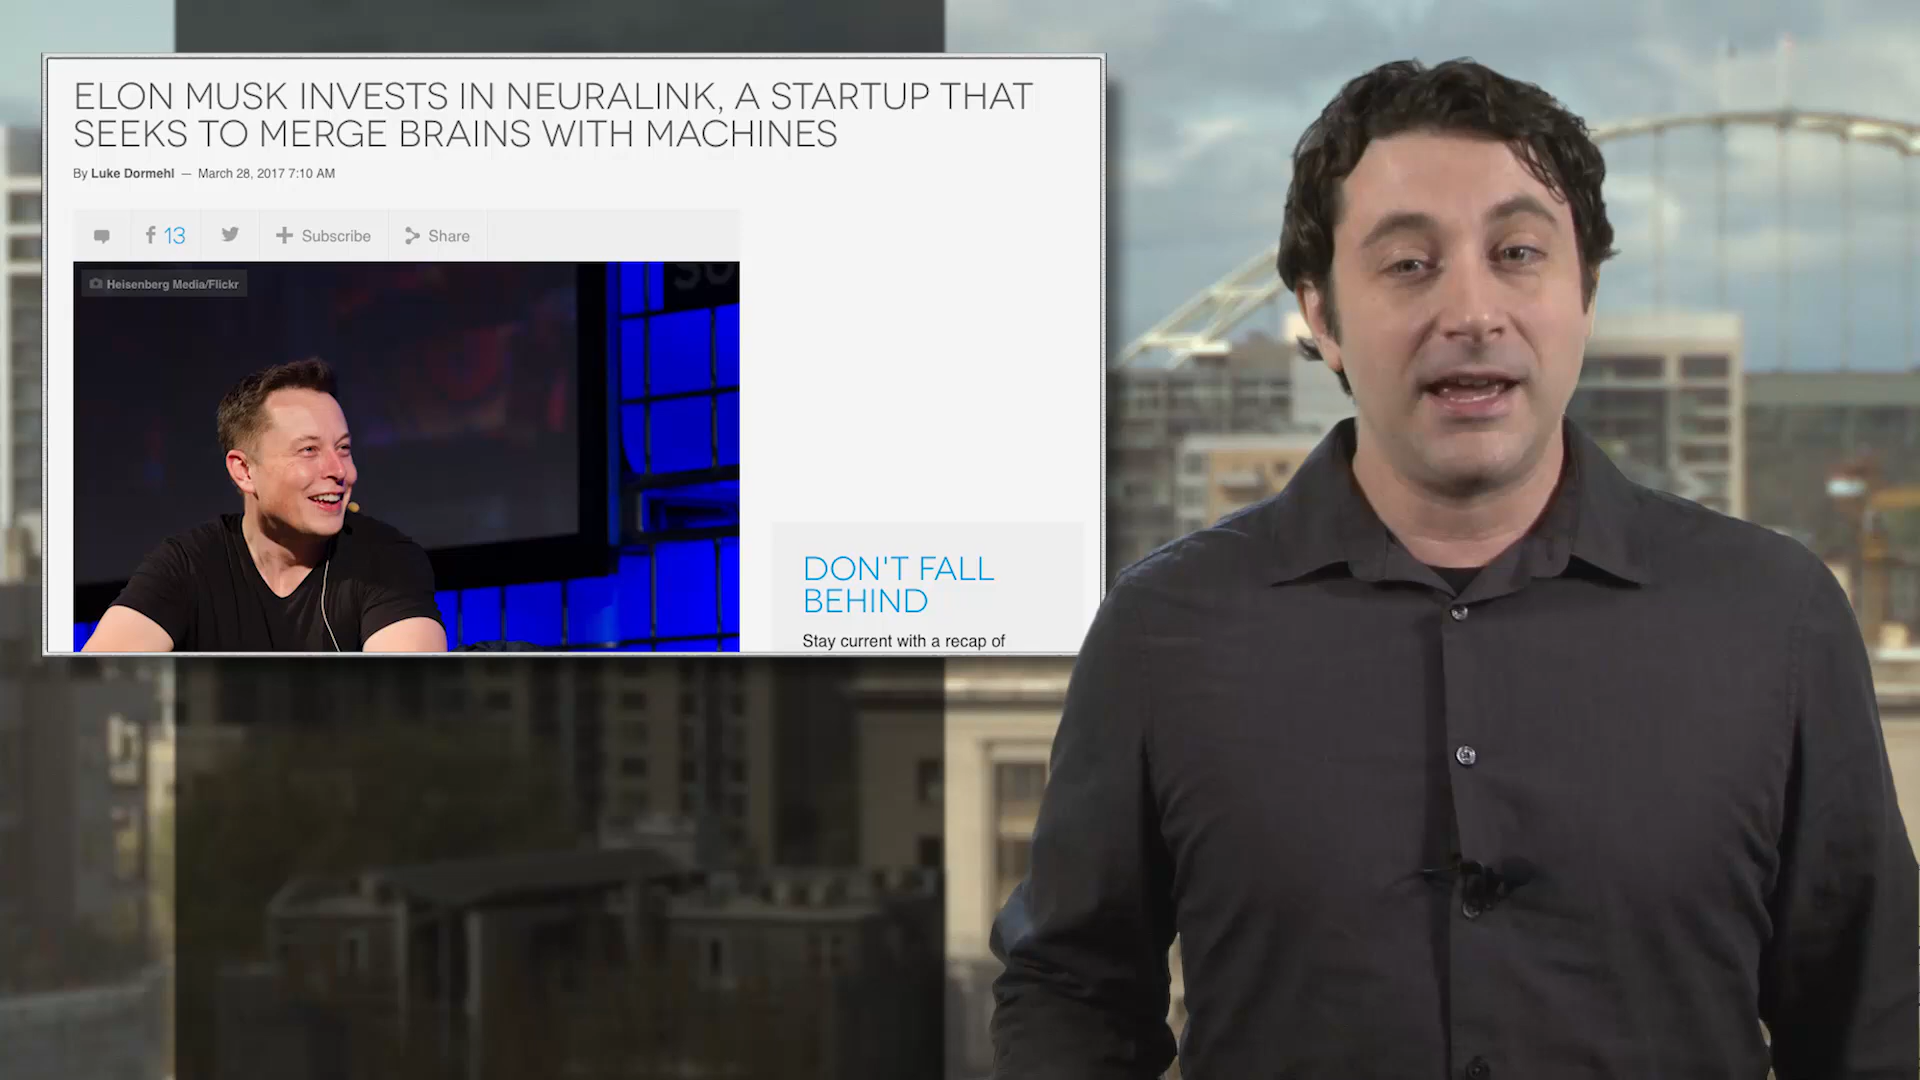 ELON MUSK INVESTS IN NEURALINK, A STARTUP THAT
SEEKS TO MERGE BRAINS WITH MACHINES
By Luke Dormehl — March 28, 2017 7:10 AM
13
Subscribe
Share
Heisenberg Media/Flickr
DON'T FALL
BEHIND
Stay current with a recap of